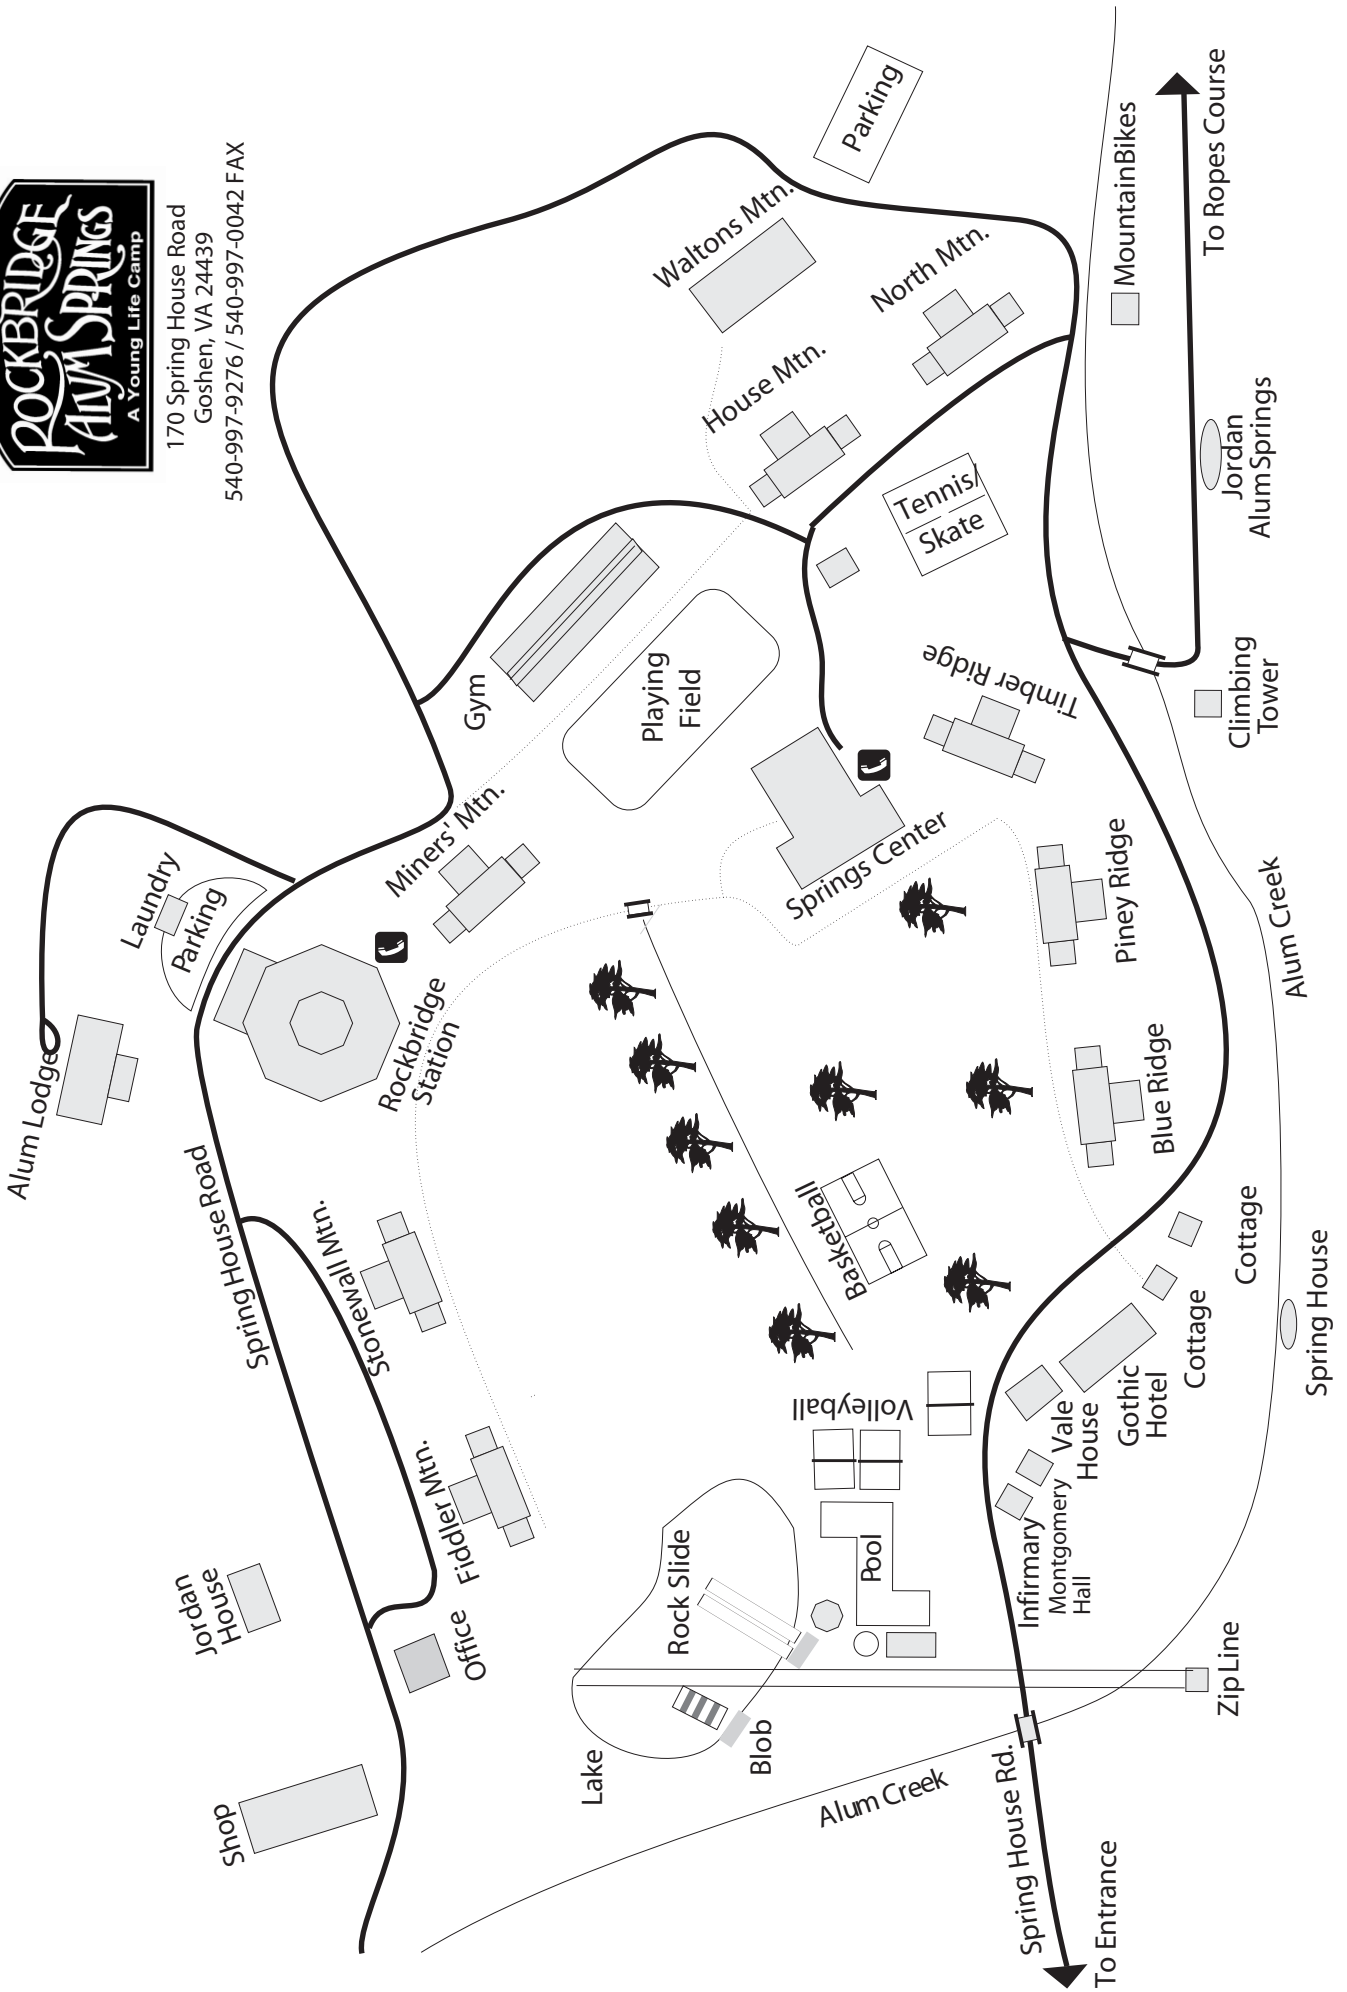 ROCKBRIDGE
ALUM SPRINGS
A Young Life Camp
170 Spring House Road
Goshen, VA 24439
540-997-9276 / 540-997-0042 FAX
Alum Lodge
Laundry
Parking
Spring House Road
Rockbridge
Station
Miners' Mtn.
Gym
Playing
Field
Waltons Mtn.
Parking
House Mtn.
North Mtn.
Tennis/
Skate
Springs Center
Timber Ridge
Mountain Bikes
To Ropes Course
Jordan
Alum Springs
Climbing
Tower
Piney Ridge
Alum Creek
Blue Ridge
Stonewall Mtn.
Fiddler Mtn.
Jordan
House
Office
Shop
Basketball
Volleyball
Pool
Rock Slide
Lake
Blob
Cottage
Cottage
Spring House
Gothic
Hotel
Vale
House
Montgomery
Hall
Infirmary
Zip Line
Alum Creek
Spring House Rd.
To Entrance